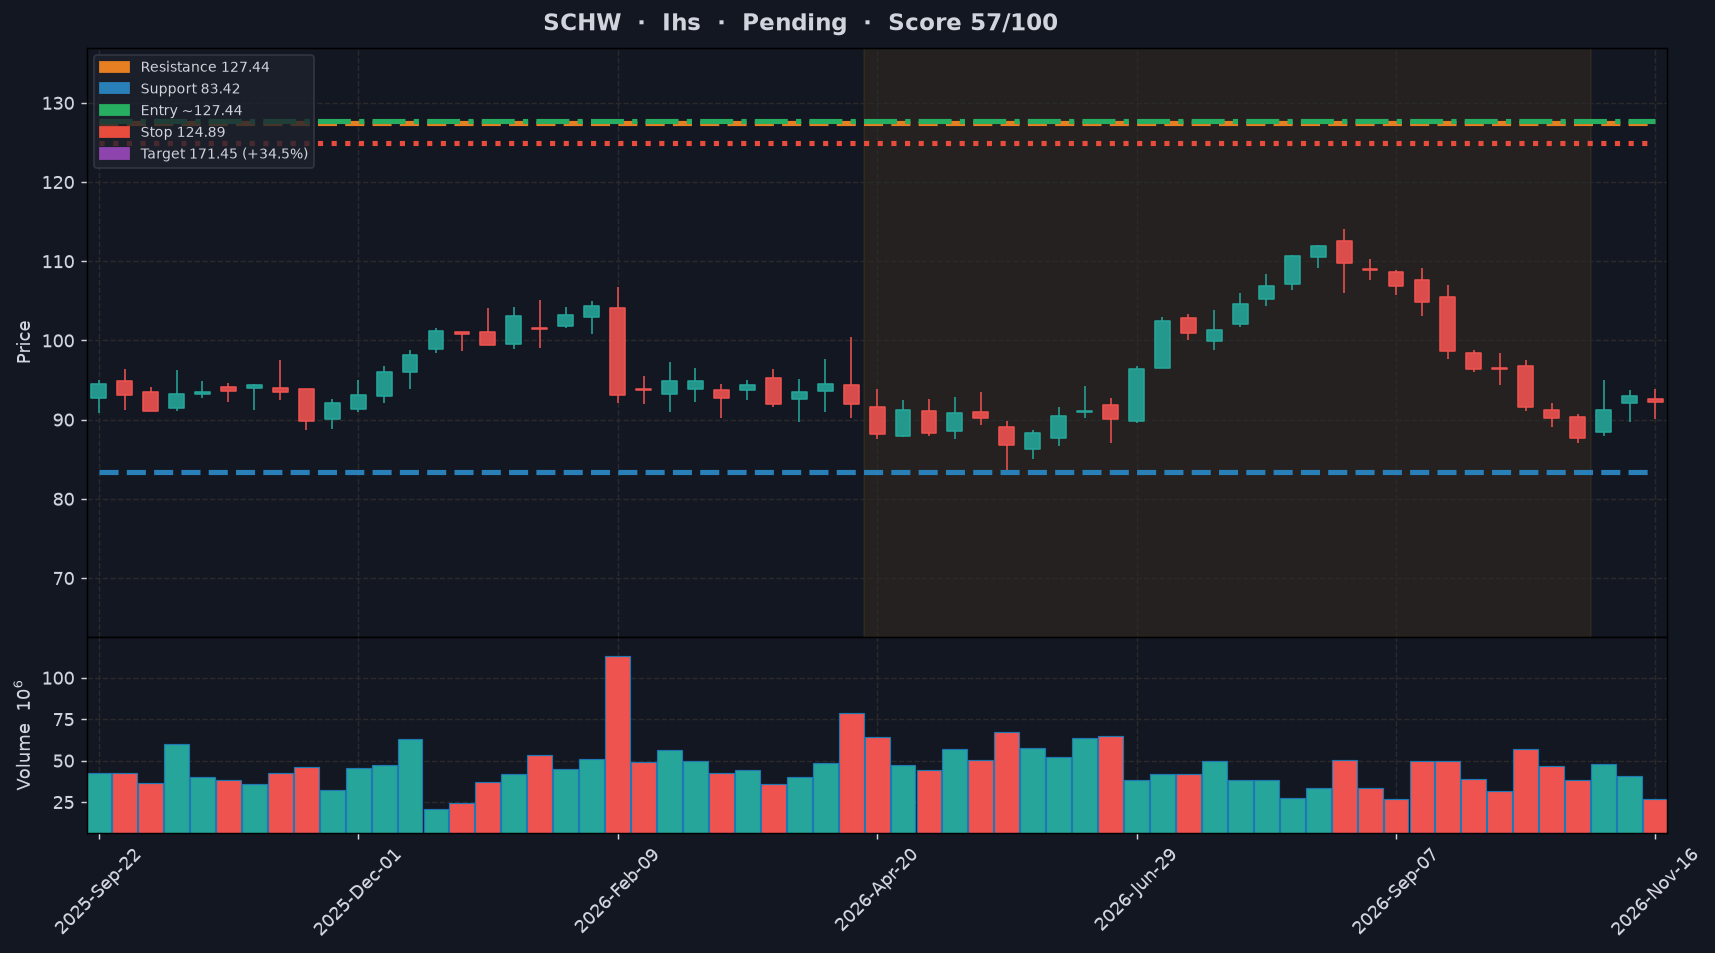 SCHW · Ihs · Pending · Score 57/100
Resistance 127.44
Support 83.42
Entry ~127.44
Stop 124.89
Target 171.45 (+34.5%)
Price
130
120
110
100
90
80
70
Volume 10⁶
100
75
50
25
2025-Sep-22
2025-Dec-01
2026-Feb-09
2026-Apr-20
2026-Jun-29
2026-Sep-07
2026-Nov-16